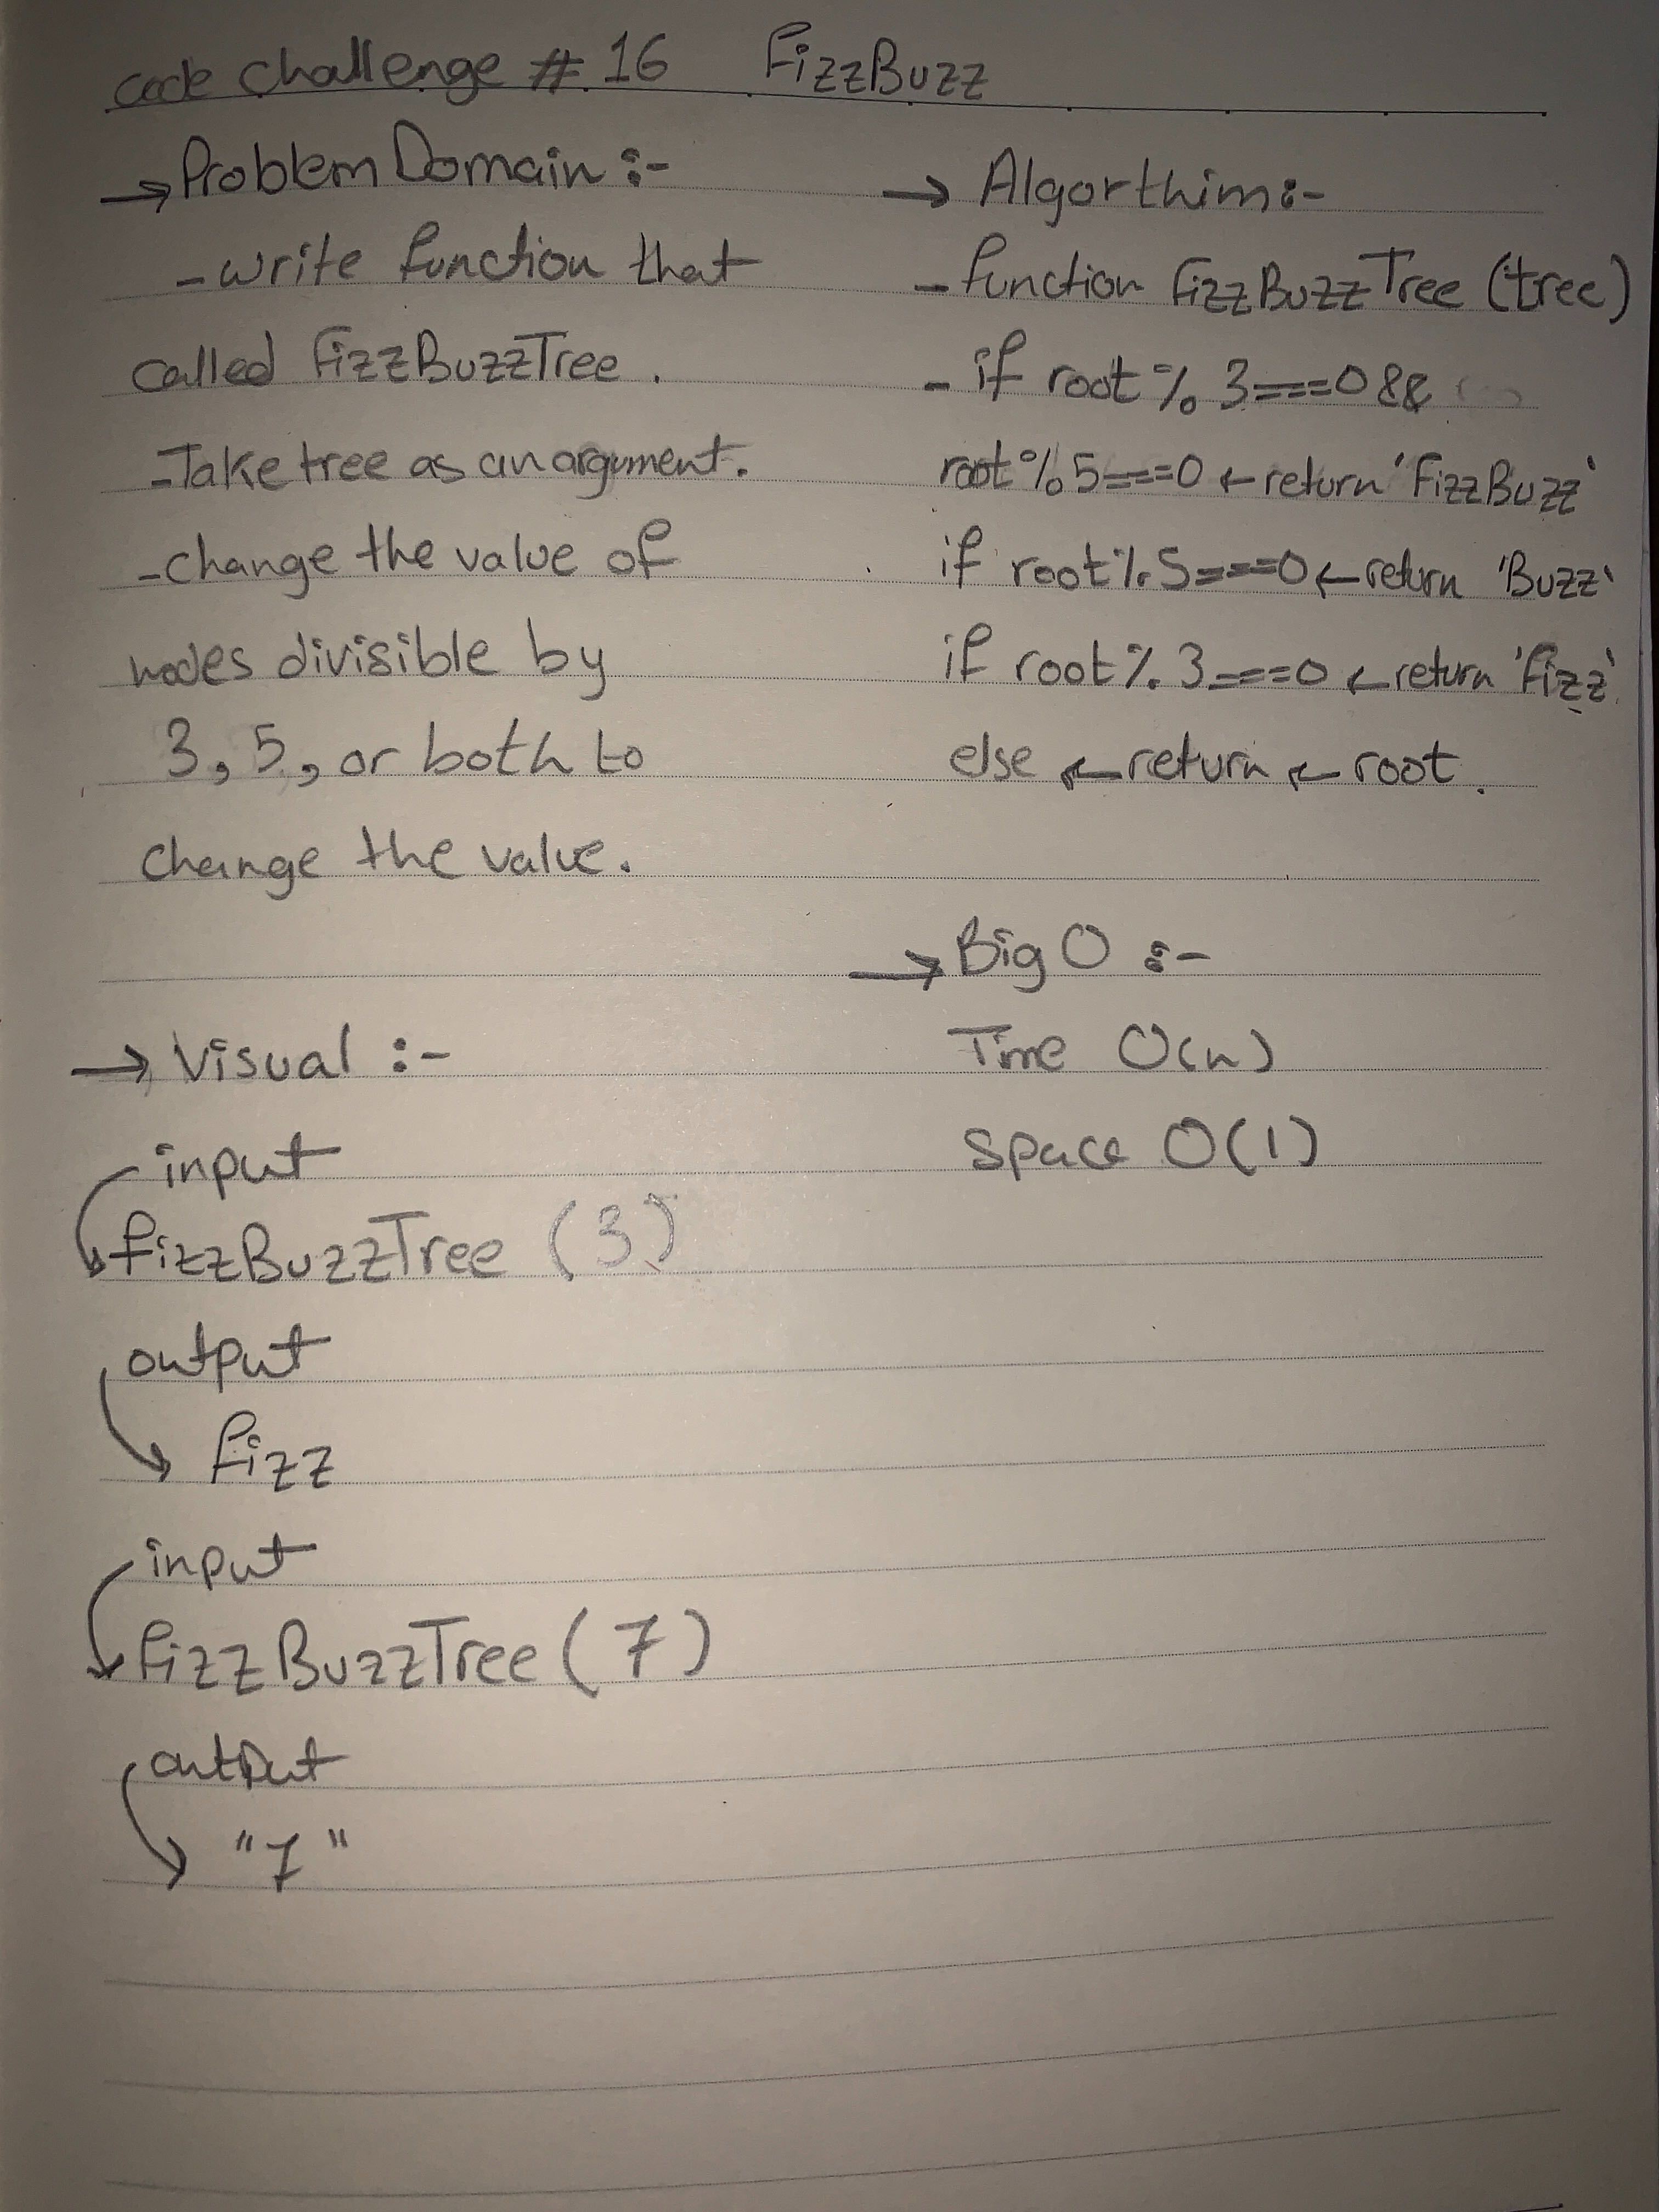 code challenge # 16 FizzBuzz
→ Problem Domain :-
- write function that
called FizzBuzzTree.
- Take tree as an argument.
- change the value of
nodes divisible by
3, 5, or both to
change the value.
→ Visual :-
input
FizzBuzzTree (3)
output
Fizz
input
FizzBuzzTree (7)
output
"7"
→ Algorthim :-
- function FizzBuzzTree (tree)
- if root % 3===0 &&
root % 5===0 ← return 'FizzBuzz'
if root % 5===0 ← return 'Buzz'
if root % 3===0 ← return 'Fizz'
else ← return ← root.
→ Big O :-
Time O(n)
Space O(1)